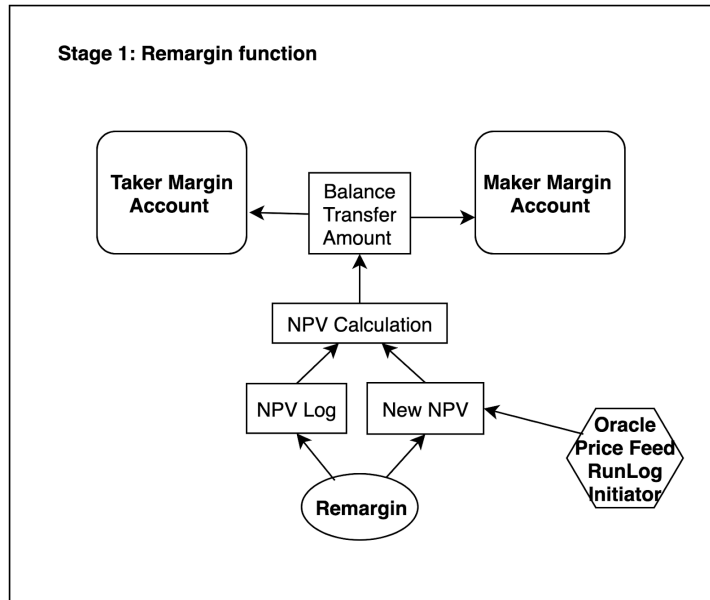 Stage 1: Remargin function
Taker Margin
Account
Balance
Transfer
Amount
Maker Margin
Account
NPV Calculation
NPV Log
New NPV
Oracle
Price Feed
RunLog
Initiator
Remargin